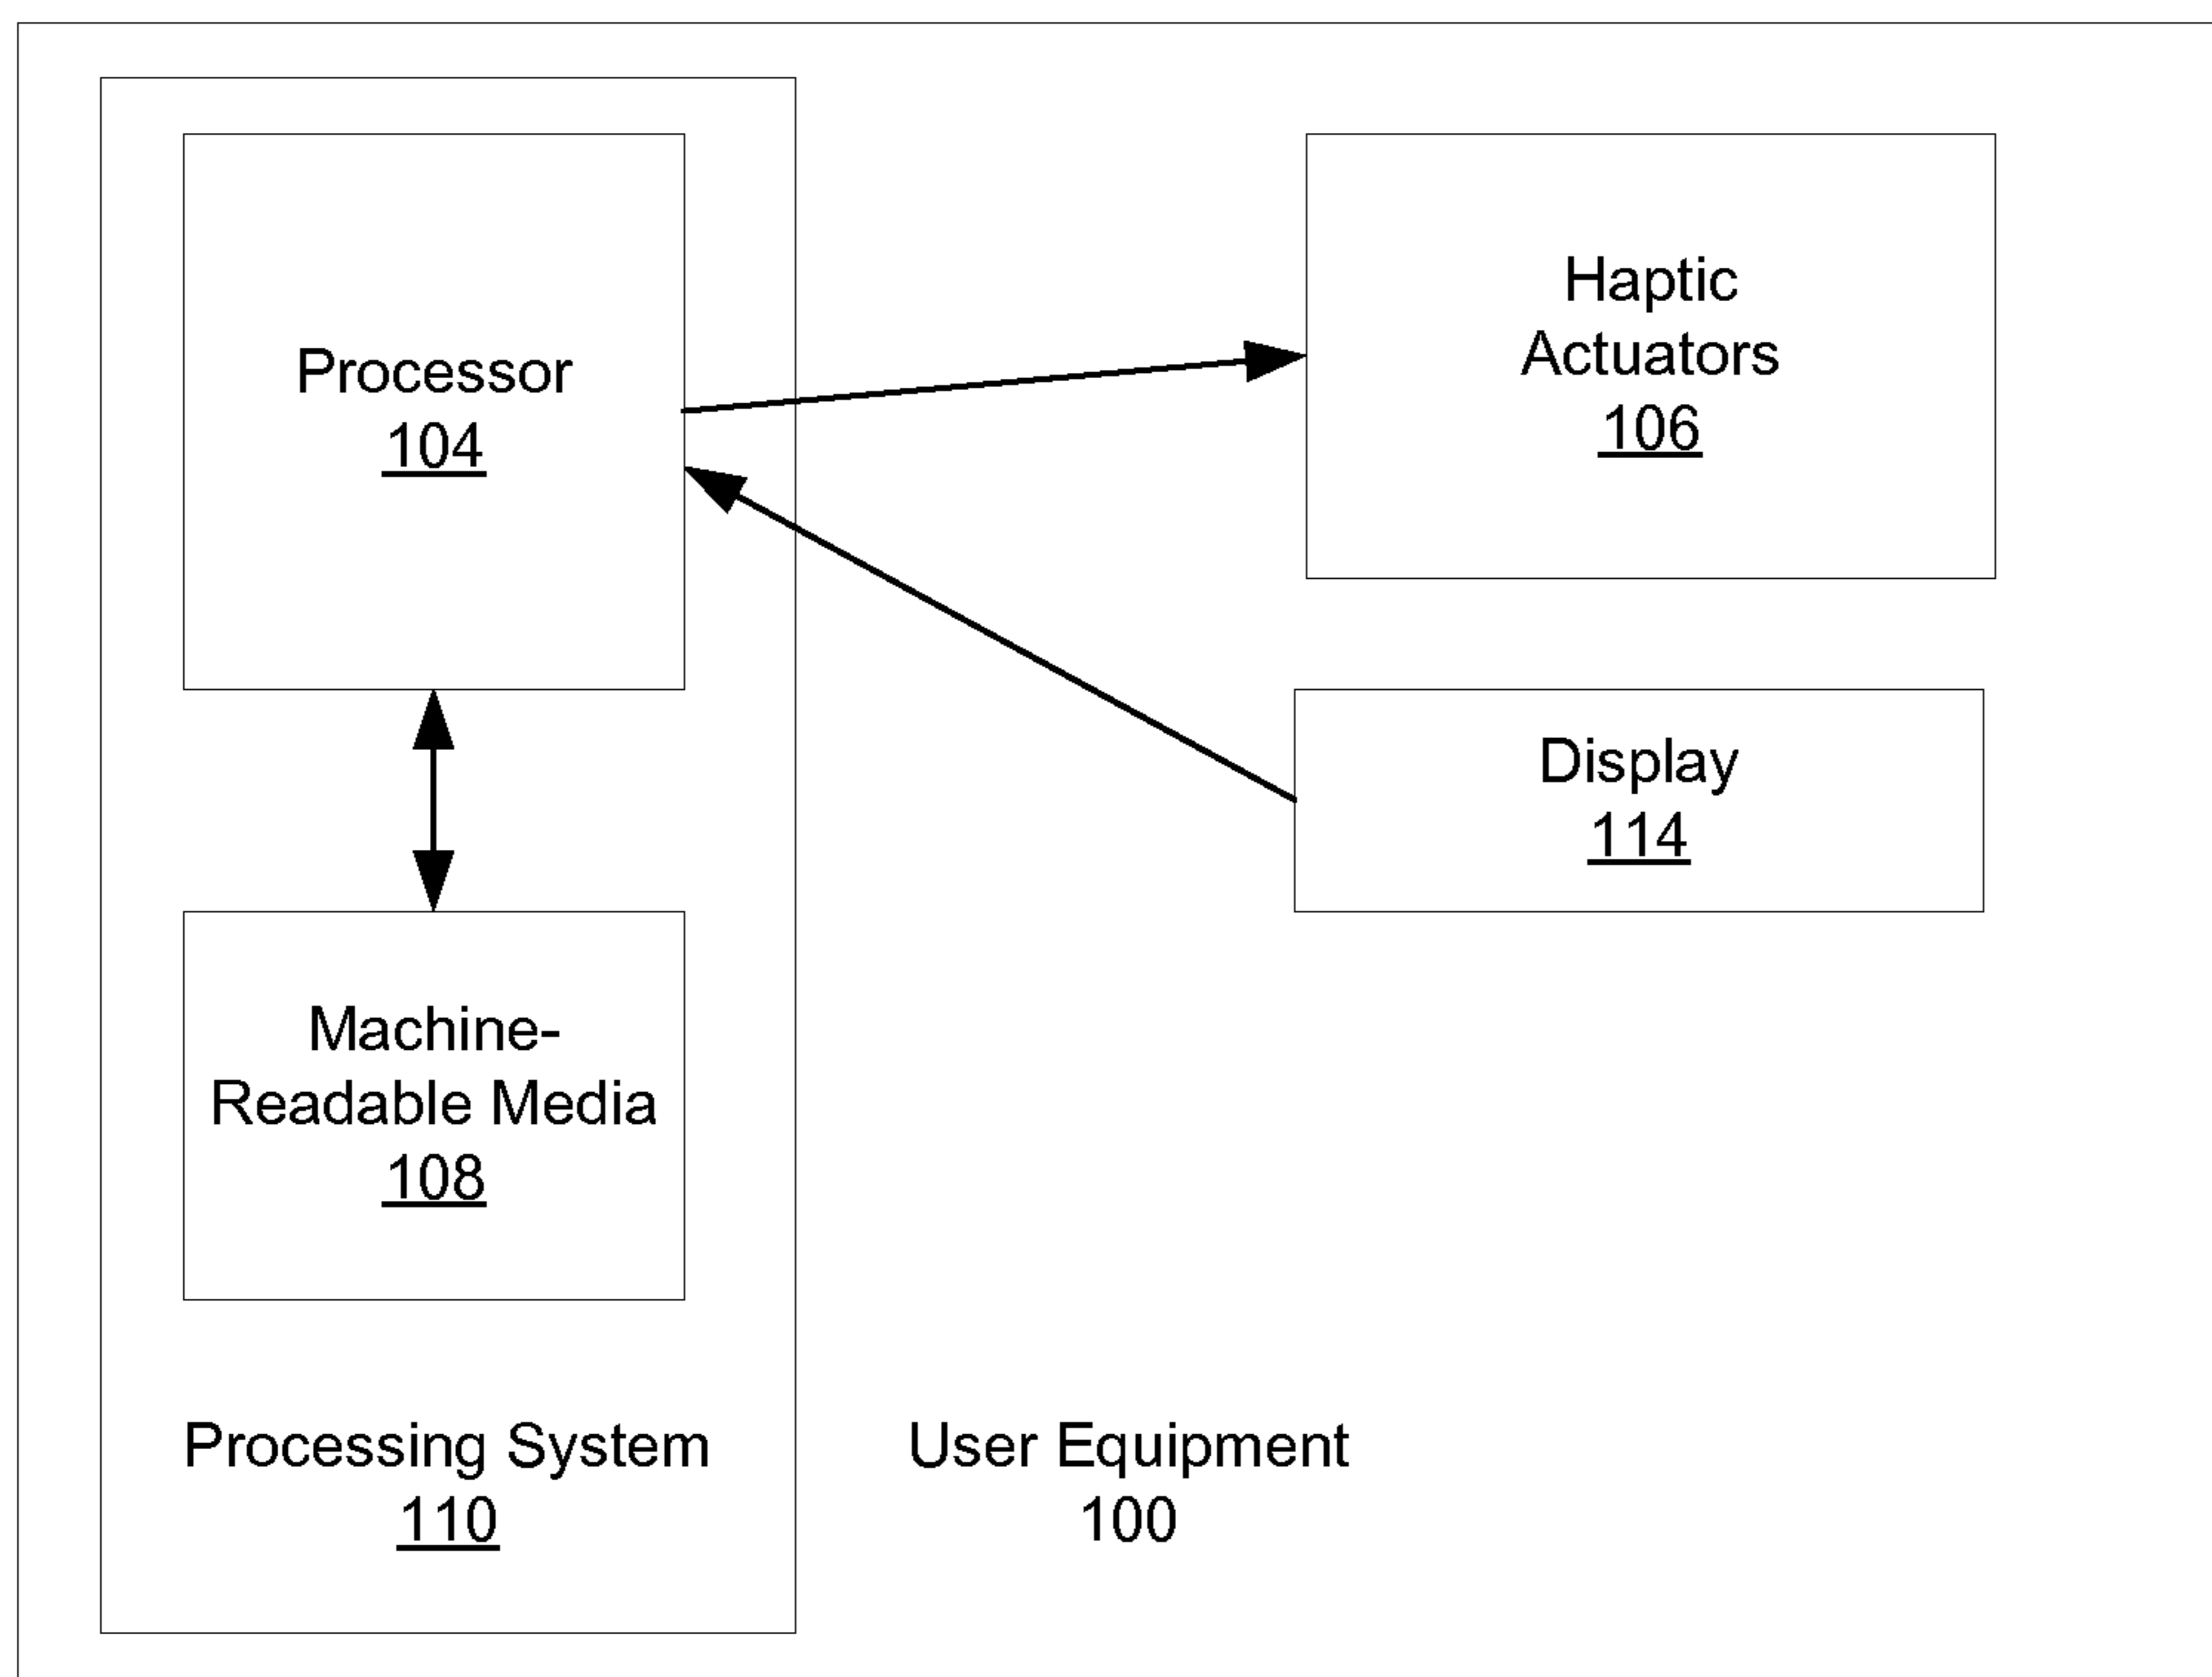 Processor
104
Haptic
Actuators
106
Display
114
Machine-
Readable Media
108
Processing System
110
User Equipment
100